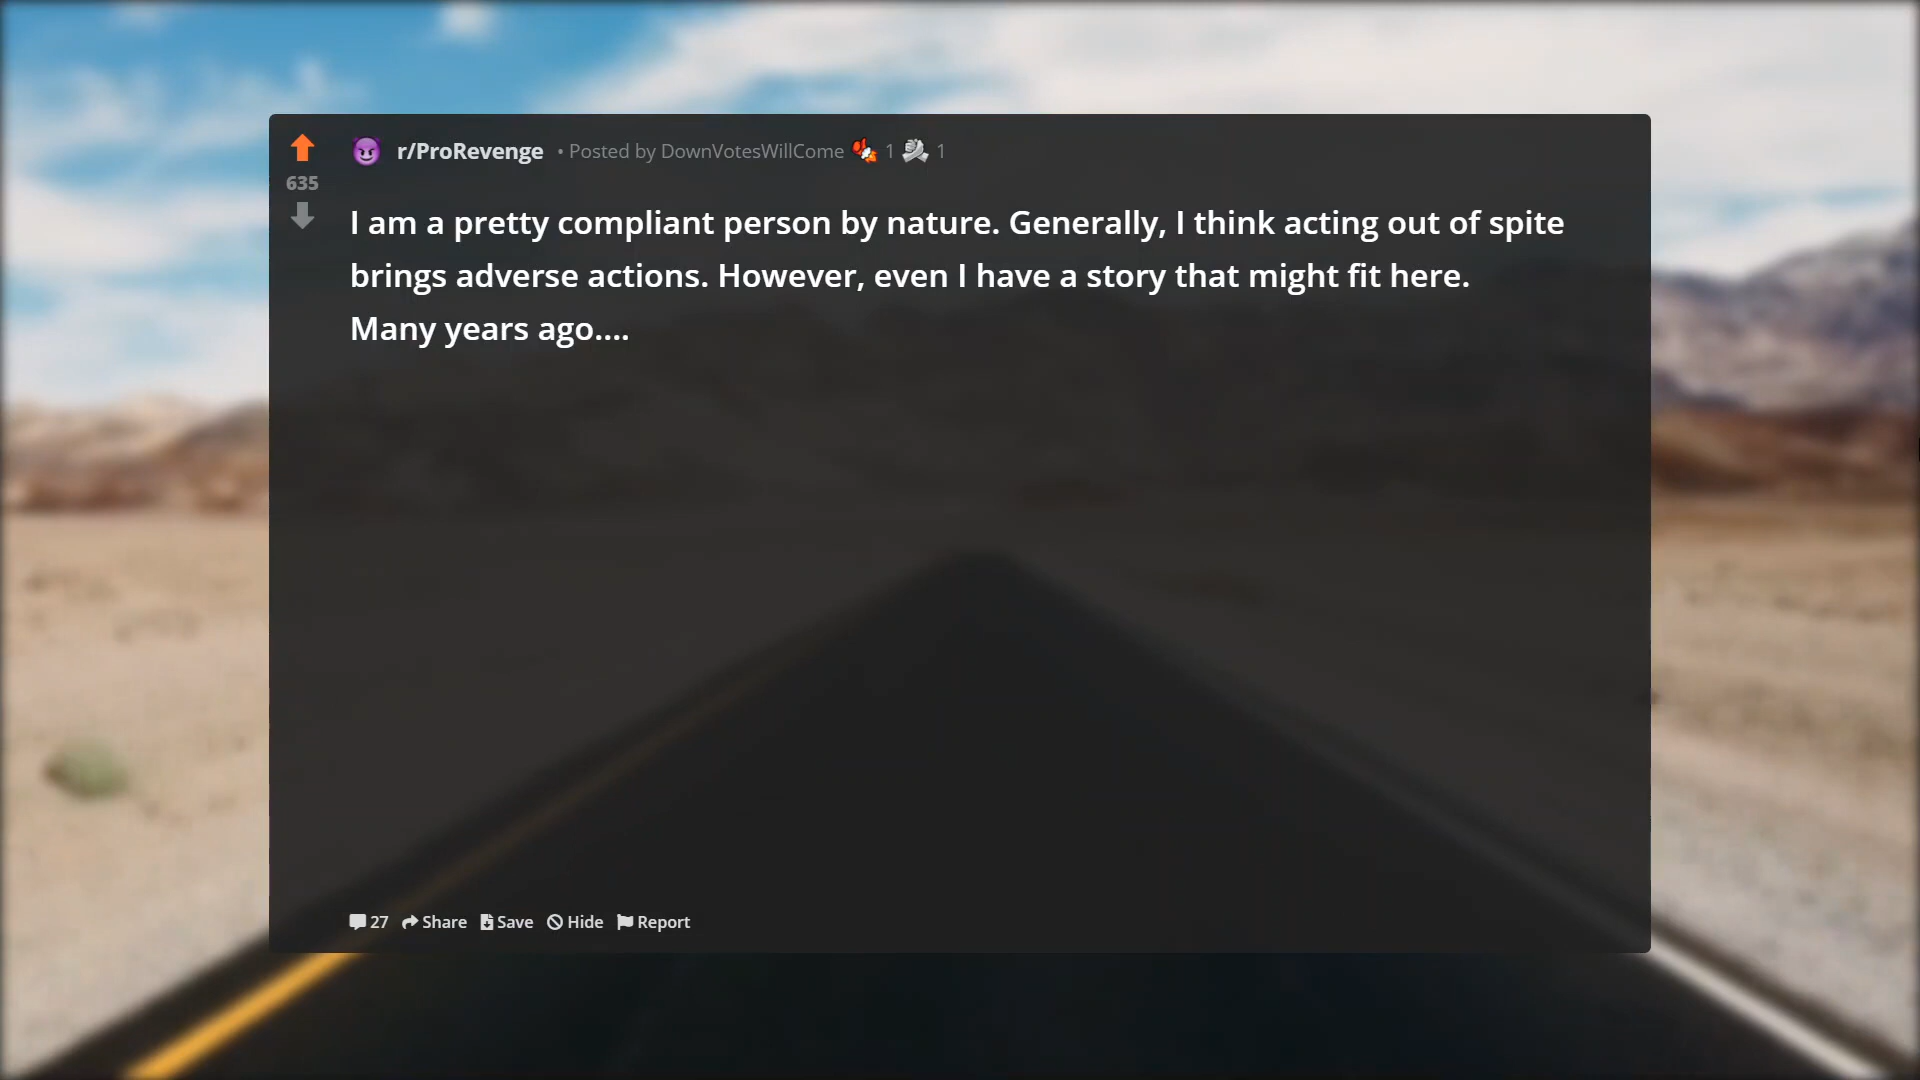 r/ProRevenge • Posted by DownVotesWillCome 1 1
635
I am a pretty compliant person by nature. Generally, I think acting out of spite
brings adverse actions. However, even I have a story that might fit here.
Many years ago....
27 Share Save Hide Report